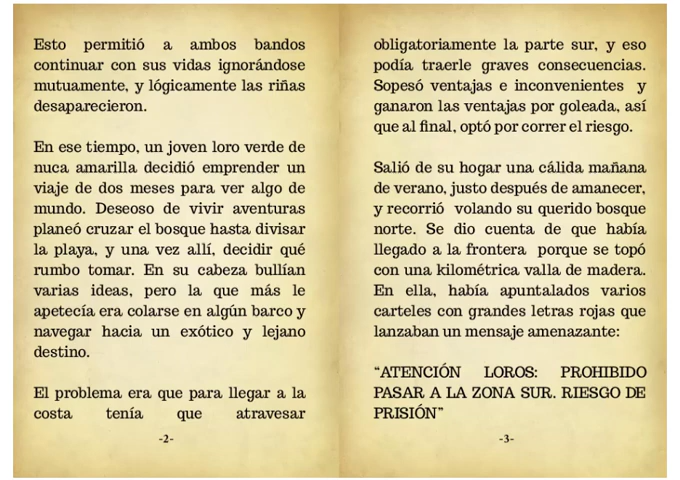 Esto permitió a ambos bandos
continuar con sus vidas ignorándose
mutuamente, y lógicamente las riñas
desaparecieron.
En ese tiempo, un joven loro verde de
nuca amarilla decidió emprender un
viaje de dos meses para ver algo de
mundo. Deseoso de vivir aventuras
planeó cruzar el bosque hasta divisar
la playa, y una vez allí, decidir qué
rumbo tomar. En su cabeza bullían
varias ideas, pero la que más le
apetecía era colarse en algún barco y
navegar hacia un exótico y lejano
destino.
El problema era que para llegar a la
costa tenía que atravesar
-2-
obligatoriamente la parte sur, y eso
podía traerle graves consecuencias.
Sopesó ventajas e inconvenientes y
ganaron las ventajas por goleada, así
que al final, optó por correr el riesgo.
Salió de su hogar una cálida mañana
de verano, justo después de amanecer,
y recorrió volando su querido bosque
norte. Se dio cuenta de que había
llegado a la frontera porque se topó
con una kilométrica valla de madera.
En ella, había apuntalados varios
carteles con grandes letras rojas que
lanzaban un mensaje amenazante:
“ATENCIÓN LOROS: PROHIBIDO
PASAR A LA ZONA SUR. RIESGO DE
PRISIÓN”
-3-